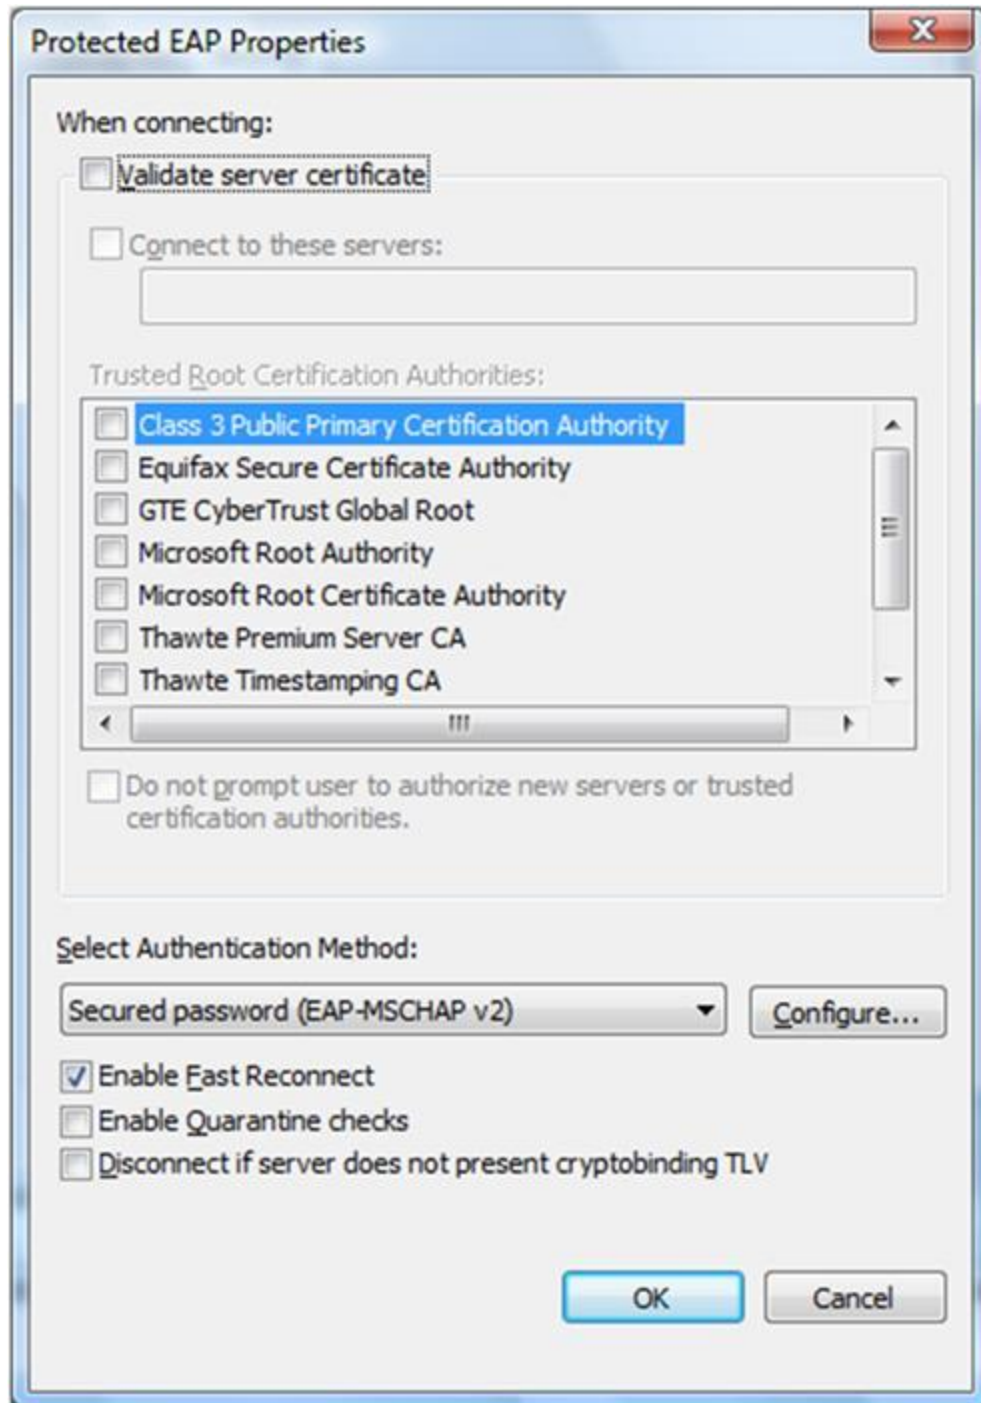 Protected EAP Properties
When connecting:
Validate server certificate
Connect to these servers:
Trusted Root Certification Authorities:
Class 3 Public Primary Certification Authority
Equifax Secure Certificate Authority
GTE CyberTrust Global Root
Microsoft Root Authority
Microsoft Root Certificate Authority
Thawte Premium Server CA
Thawte Timestamping CA
Do not prompt user to authorize new servers or trusted
certification authorities.
Select Authentication Method:
Secured password (EAP-MSCHAP v2) Configure...
Enable Fast Reconnect
Enable Quarantine checks
Disconnect if server does not present cryptobinding TLV
OK Cancel